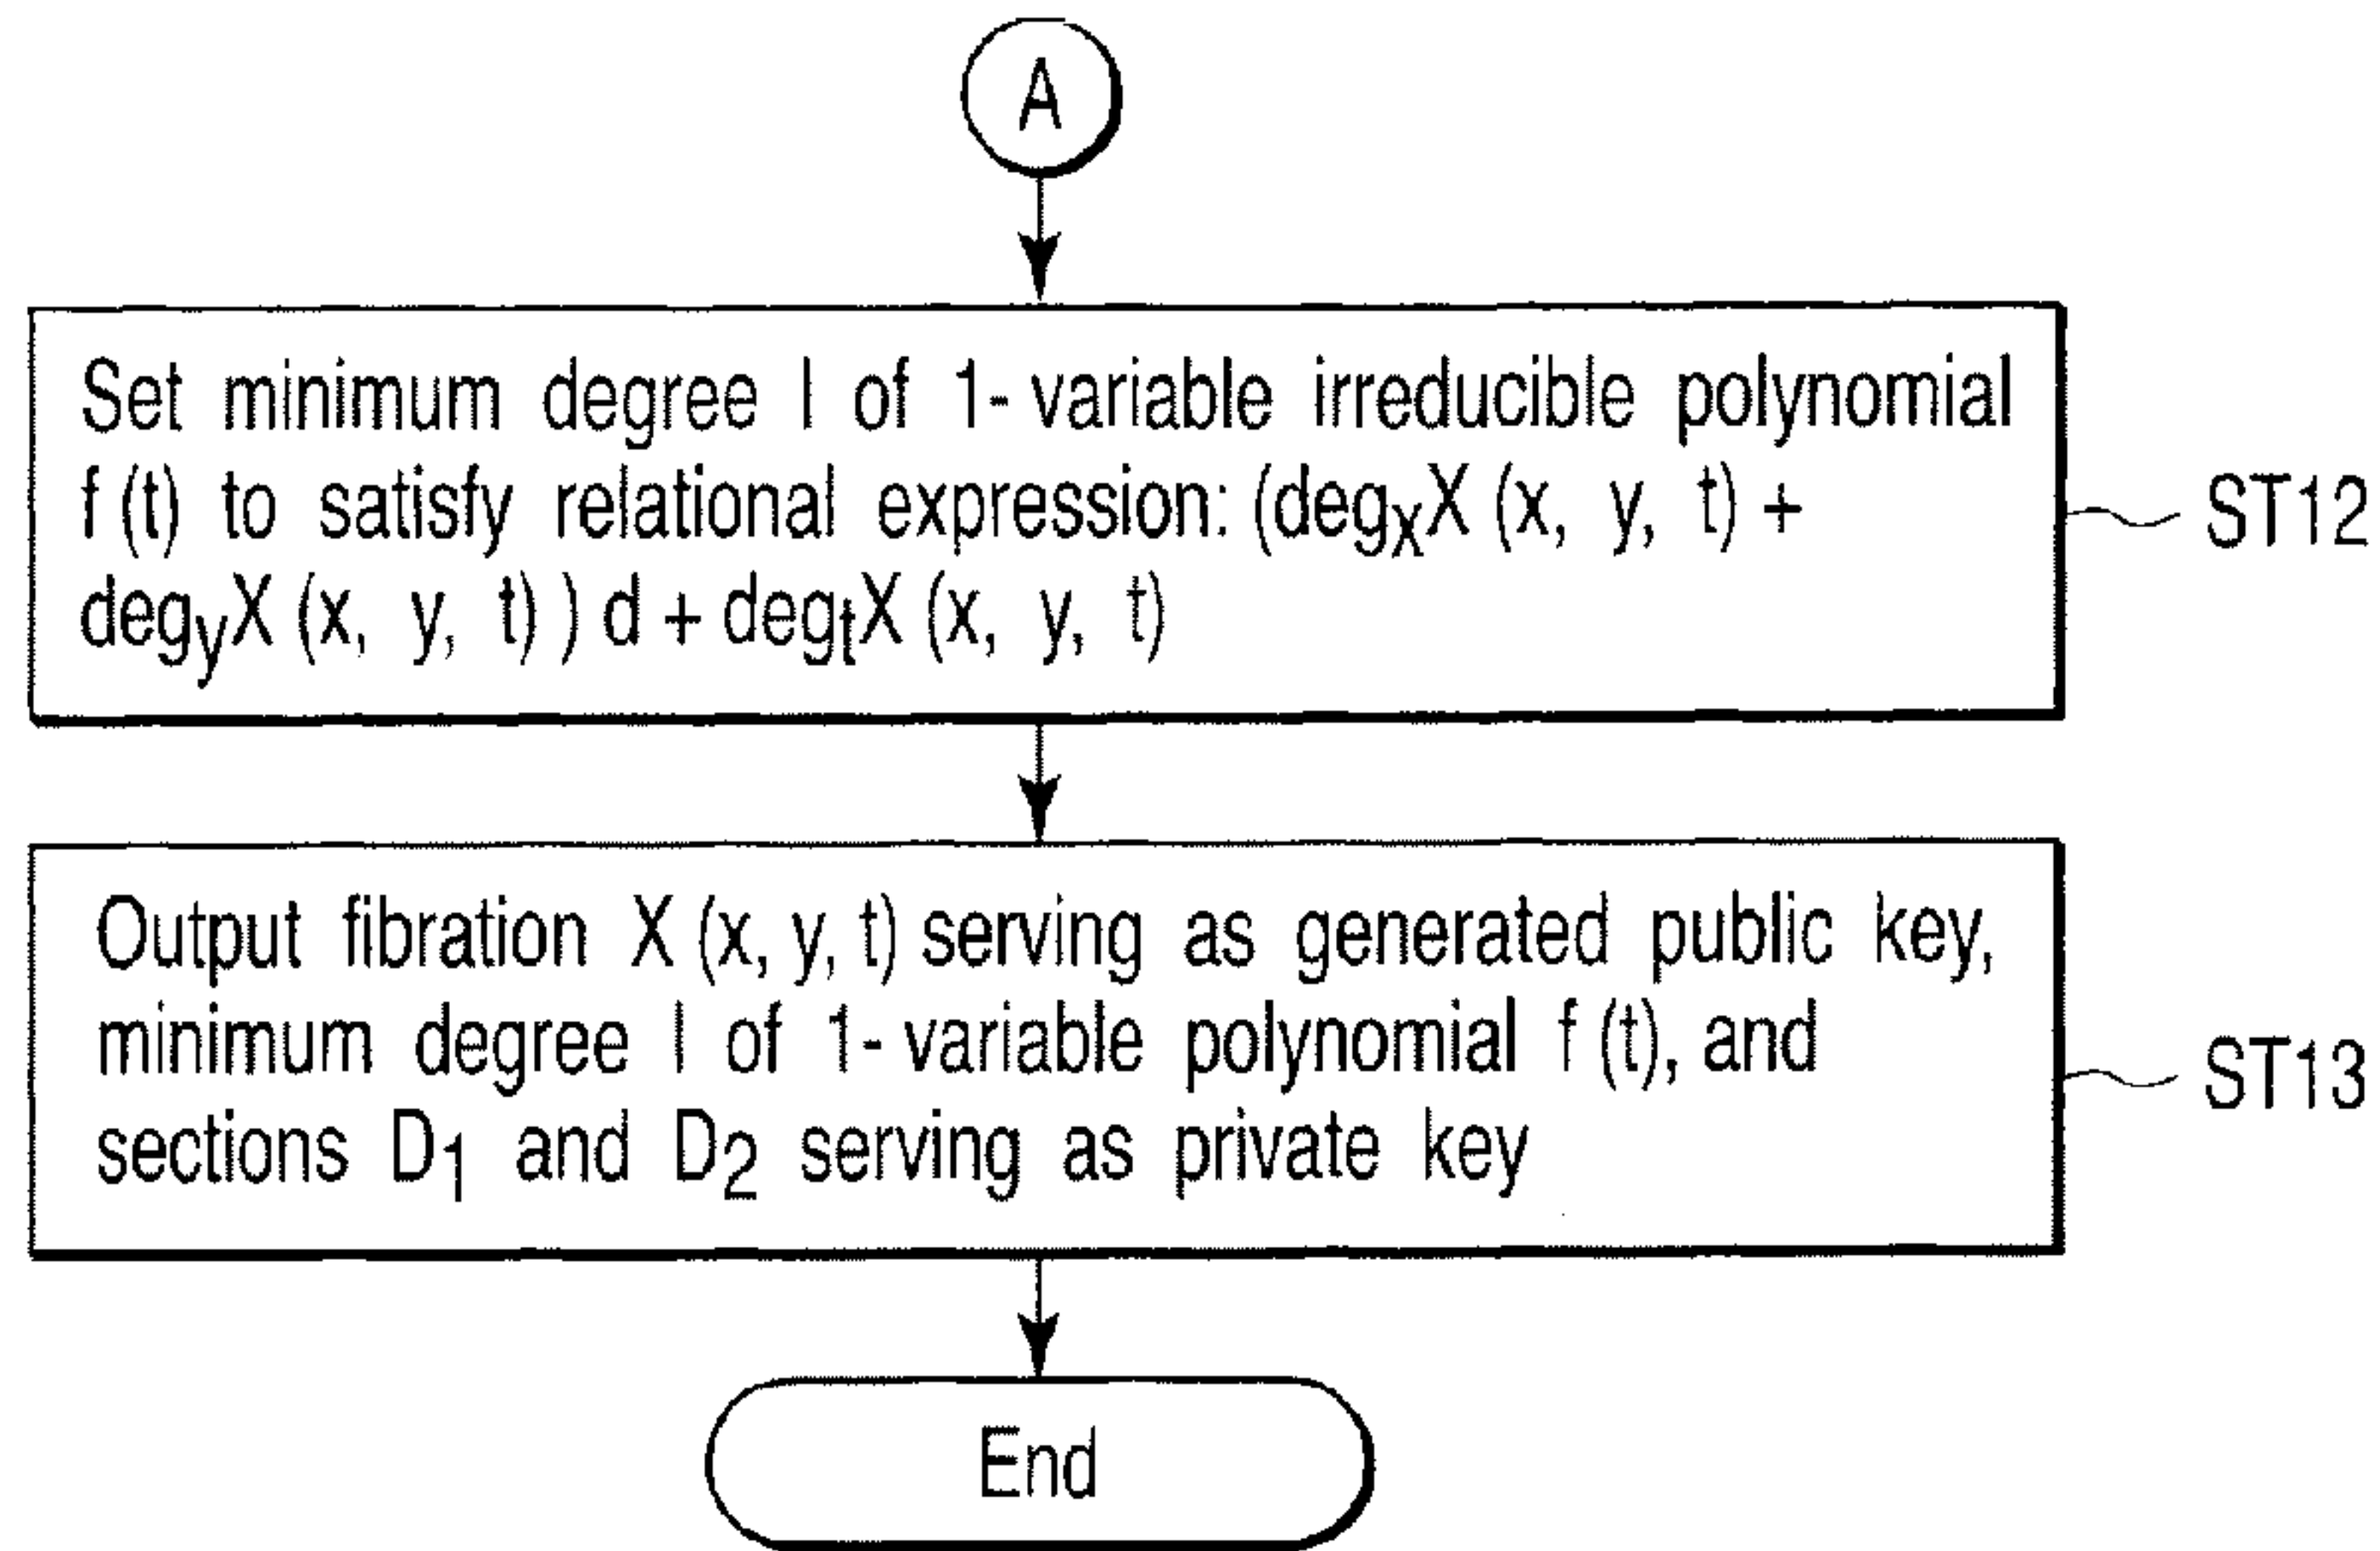 A
Set minimum degree l of 1-variable irreducible polynomial
f (t) to satisfy relational expression: (degxX (x, y, t) +
degyX (x, y, t) ) d + degtX (x, y, t)
ST12
Output fibration X (x, y, t) serving as generated public key,
minimum degree l of 1-variable polynomial f (t), and
sections D1 and D2 serving as private key
ST13
End